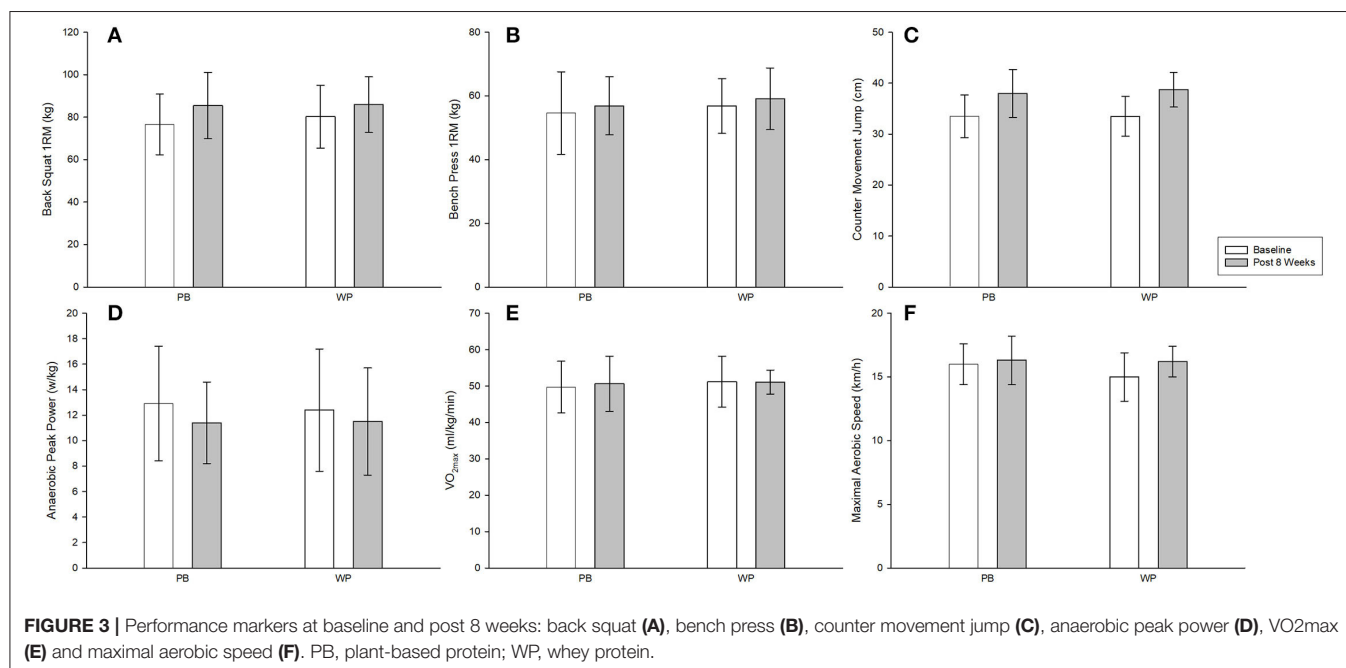 A
Back Squat 1RM (kg)
120
100
80
60
40
20
0
PB
WP
B
Bench Press 1RM (kg)
80
60
40
20
0
PB
WP
C
Counter Movement Jump (cm)
50
40
30
20
10
0
PB
WP
Baseline
Post 8 Weeks
D
Anaerobic Peak Power (w/kg)
20
18
16
14
12
10
8
6
4
2
0
PB
WP
E
VO2max (ml/kg/min)
70
60
50
40
30
20
10
0
PB
WP
F
Maximal Aerobic Speed (km/h)
20
15
10
5
0
PB
WP
FIGURE 3 | Performance markers at baseline and post 8 weeks: back squat (A), bench press (B), counter movement jump (C), anaerobic peak power (D), VO2max
(E) and maximal aerobic speed (F). PB, plant-based protein; WP, whey protein.